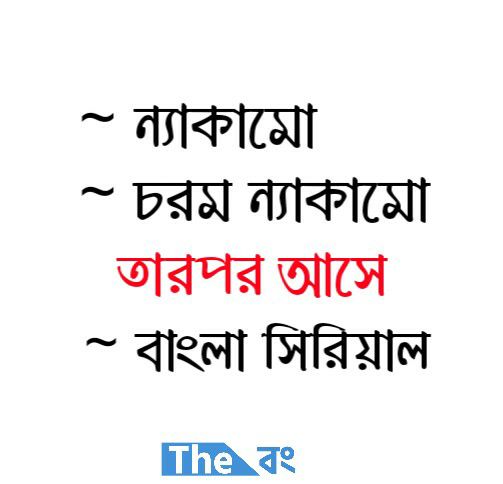 ~ ন্যাকামো
~ চরম ন্যাকামো
তারপর আসে
~ বাংলা সিরিয়াল
The বং